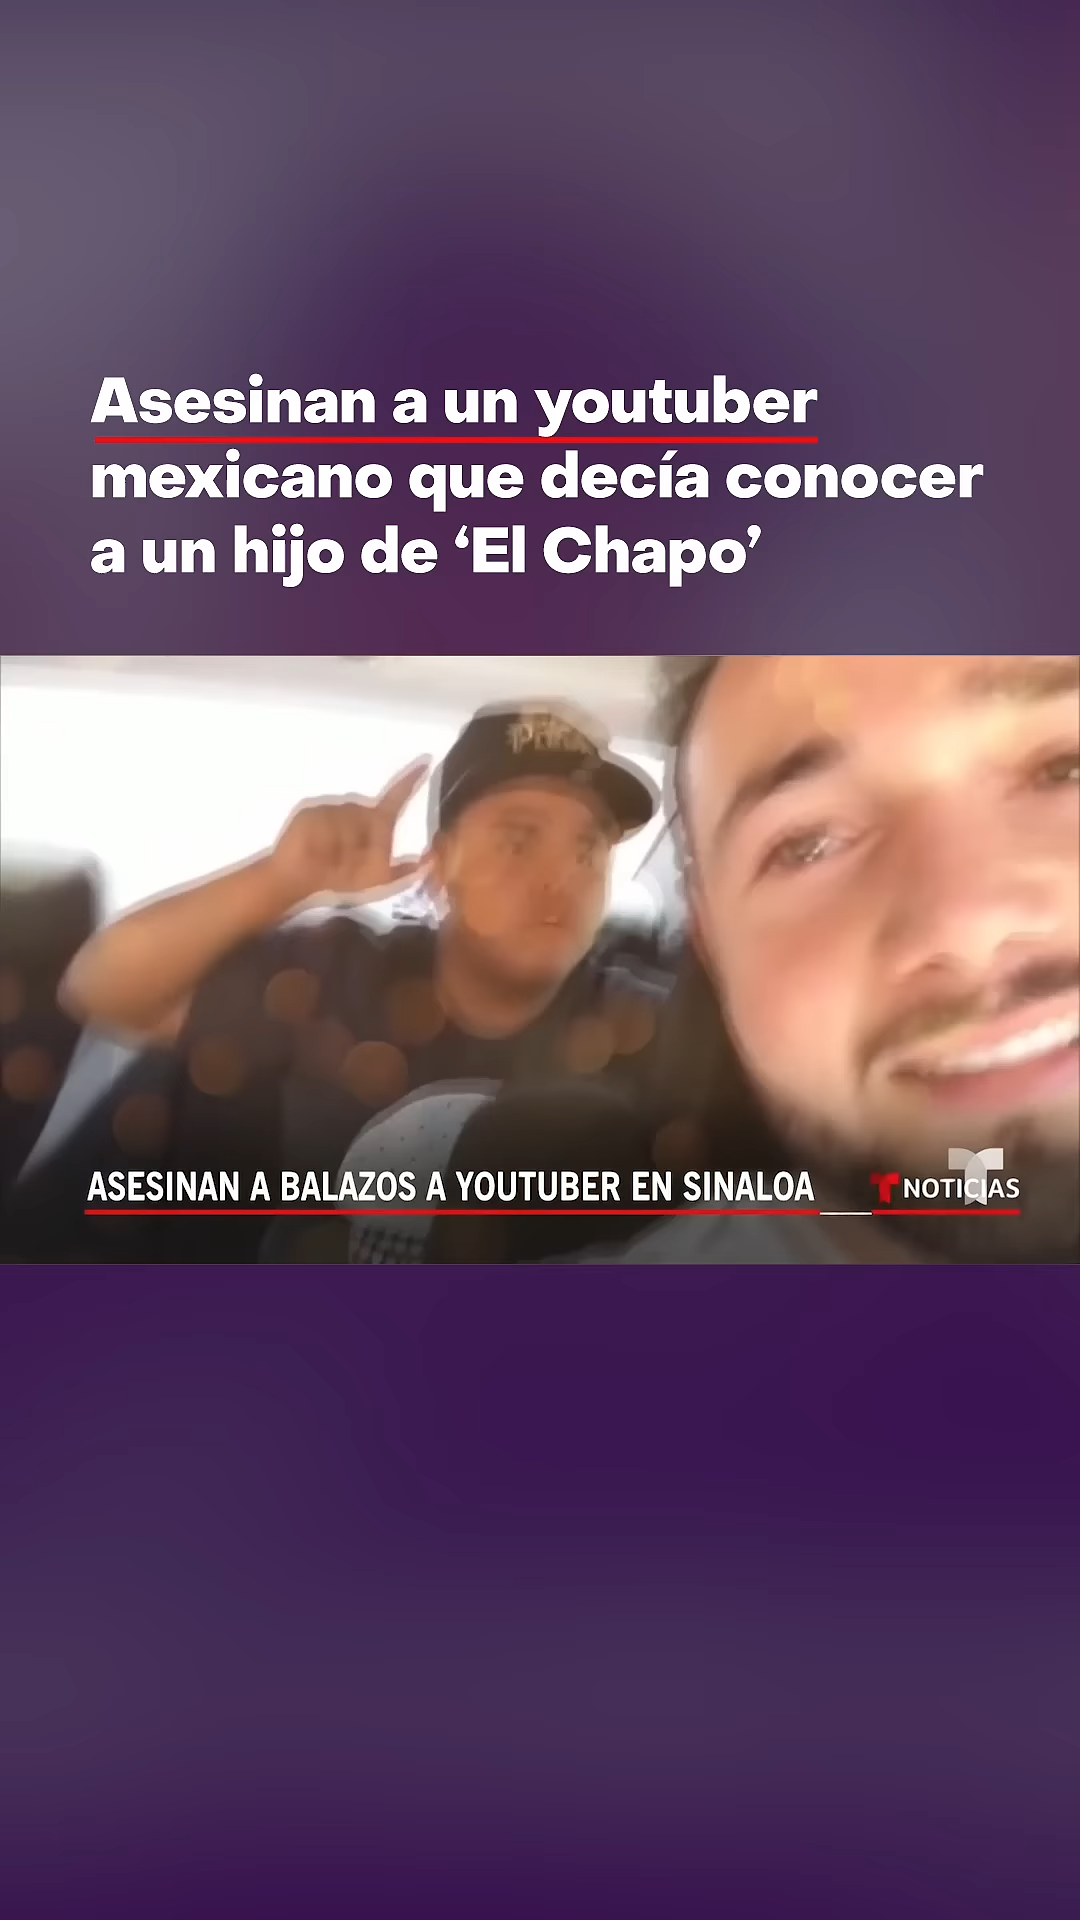 Asesinan a un youtuber
mexicano que decía conocer
a un hijo de ‘El Chapo’
ASESINAN A BALAZOS A YOUTUBER EN SINALOA
NOTICIAS